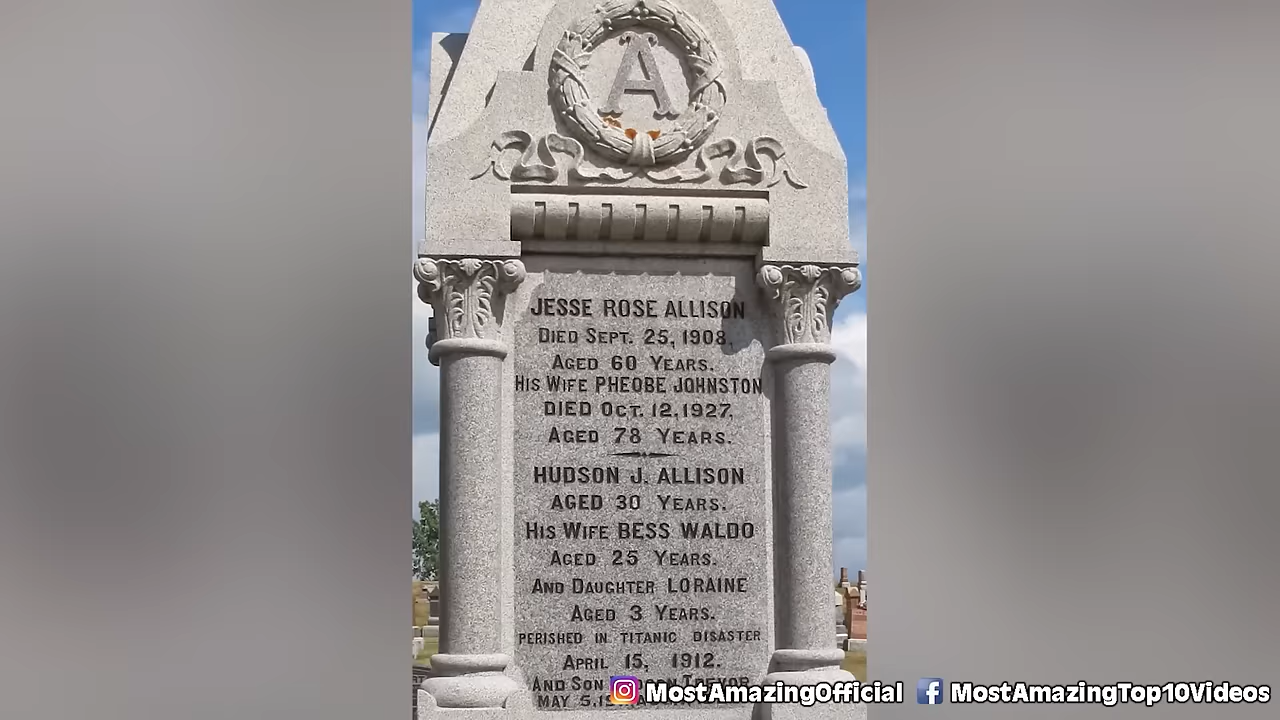 A
JESSE ROSE ALLISON
DIED SEPT. 25, 1908,
AGED 60 YEARS.
HIS WIFE PHEOBE JOHNSTON
DIED OCT. 12, 1927,
AGED 78 YEARS.
HUDSON J. ALLISON
AGED 30 YEARS.
HIS WIFE BESS WALDO
AGED 25 YEARS.
AND DAUGHTER LORAINE
AGED 3 YEARS.
PERISHED IN TITANIC DISASTER
APRIL 15, 1912.
AND SON
MAY 5,
MostAmazingOfficial MostAmazingTop10Videos